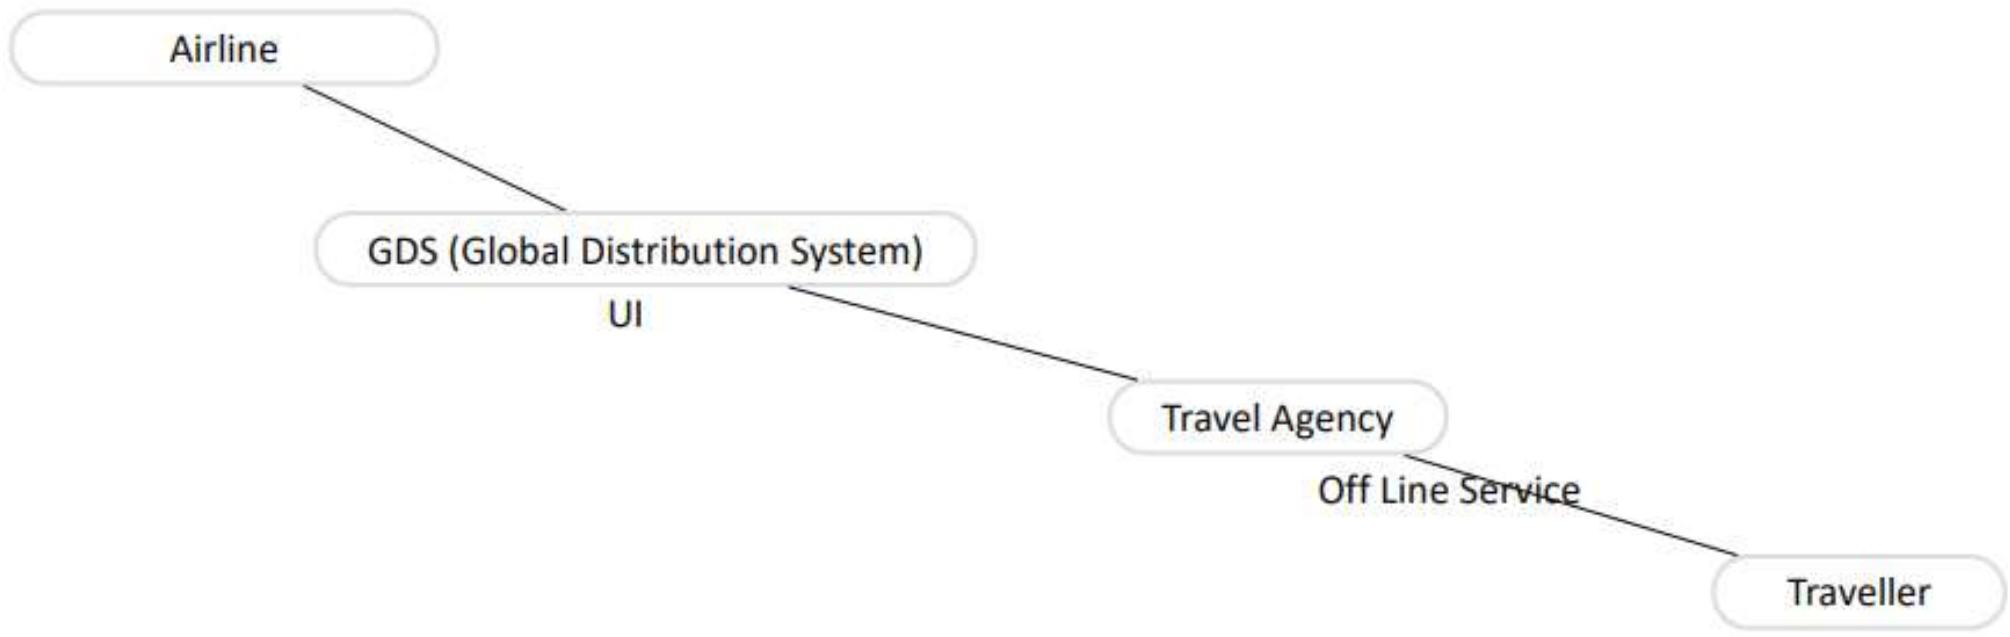 Airline
GDS (Global Distribution System)
UI
Travel Agency
Off Line Service
Traveller